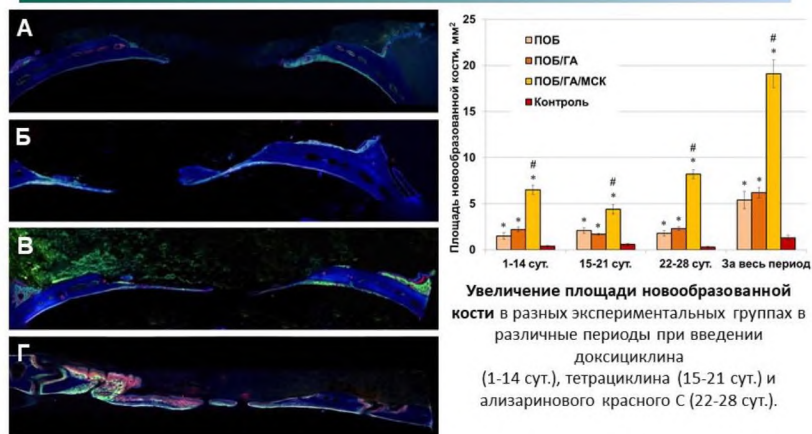 А
Б
В
Г
Площадь новообразованной кости, мм²
25
20
15
10
5
0
ПОБ
ПОБ/ГА
ПОБ/ГА/МСК
Контроль
* * # * * * # * * * # * * * # *
1-14 сут. 15-21 сут. 22-28 сут. За весь период
Увеличение площади новообразованной
кости в разных экспериментальных группах в
различные периоды при введении
доксициклина
(1-14 сут.), тетрациклина (15-21 сут.) и
ализаринового красного С (22-28 сут.).